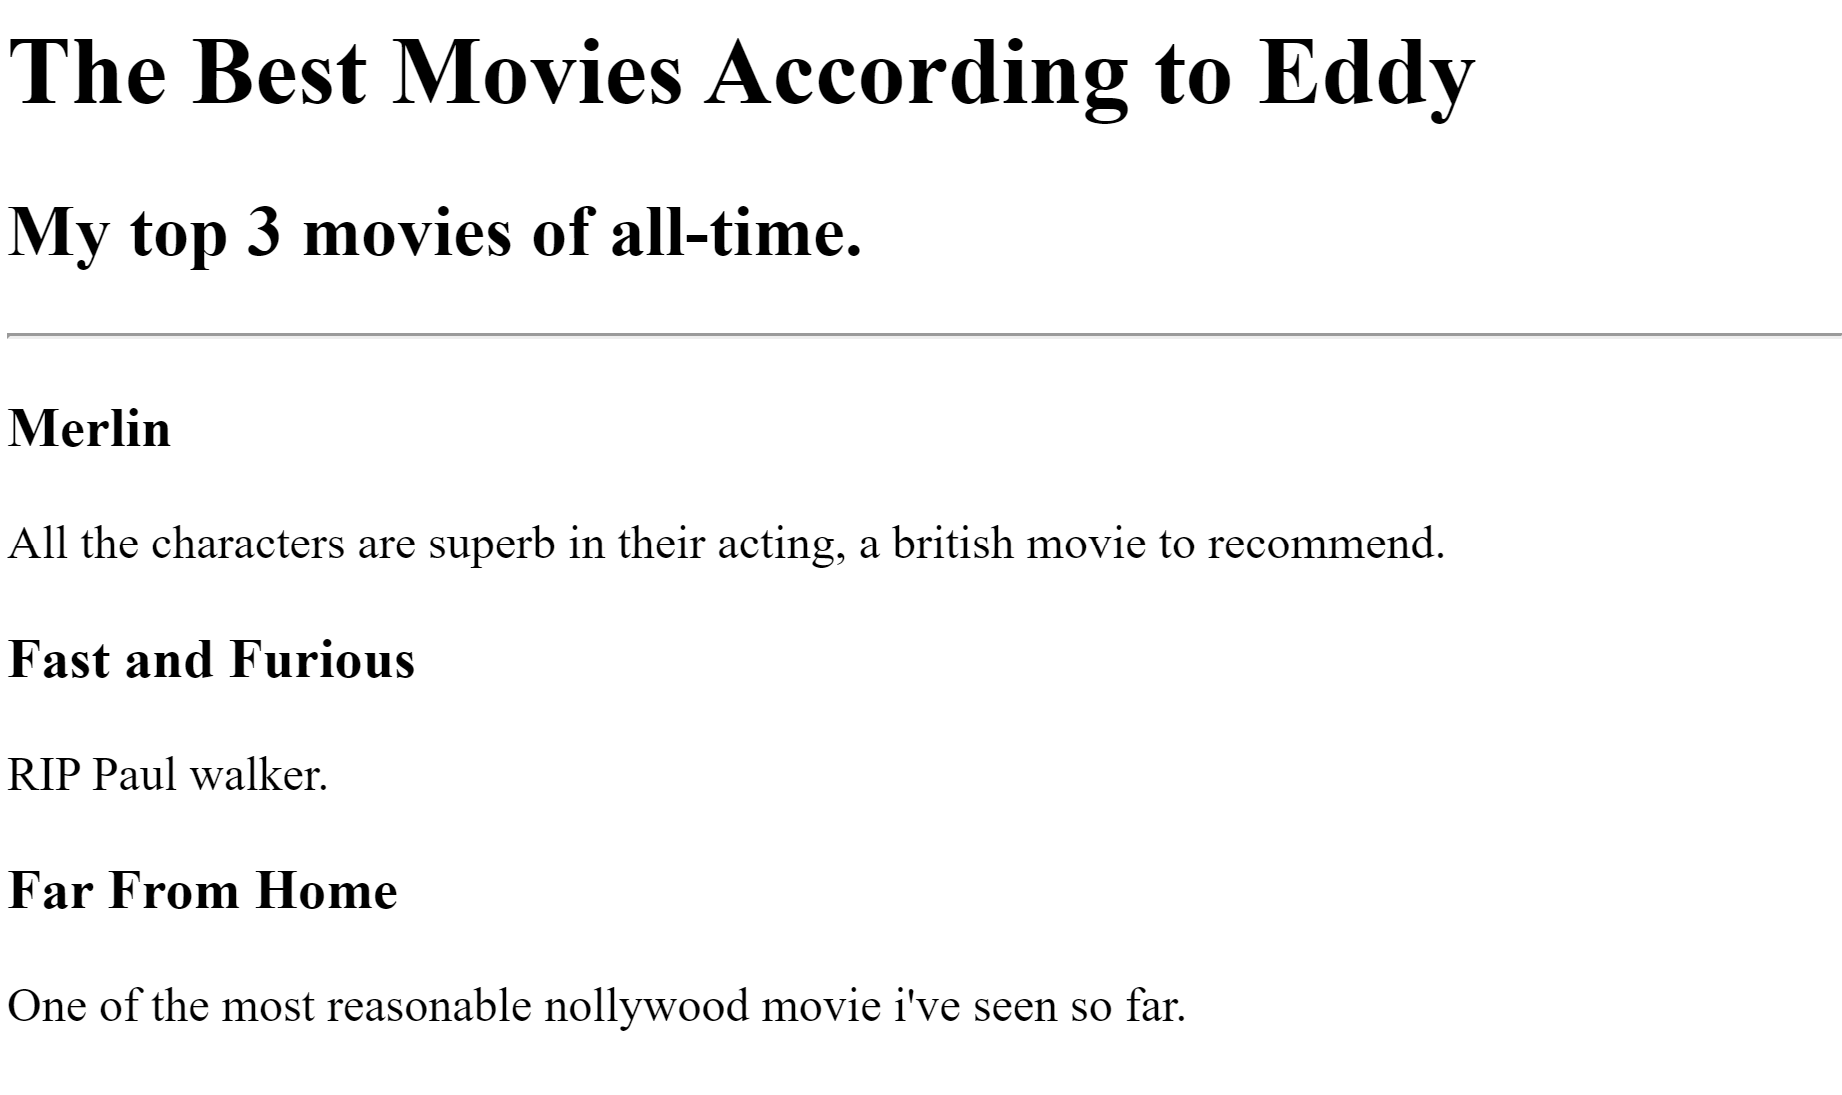 The Best Movies According to Eddy
My top 3 movies of all-time.
Merlin
All the characters are superb in their acting, a british movie to recommend.
Fast and Furious
RIP Paul walker.
Far From Home
One of the most reasonable nollywood movie i've seen so far.